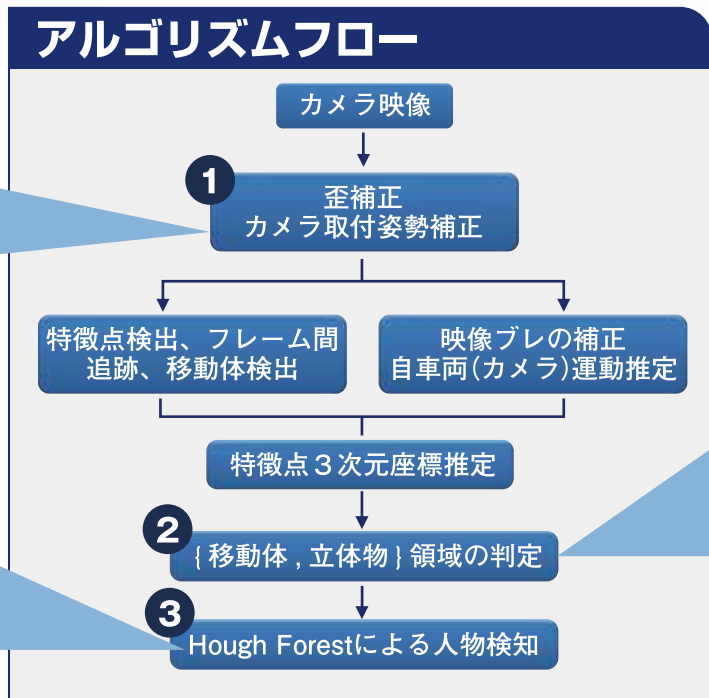 アルゴリズムフロー
カメラ映像
1
歪補正
カメラ取付姿勢補正
特徴点検出、フレーム間
追跡、移動体検出
映像ブレの補正
自車両(カメラ)運動推定
特徴点3次元座標推定
2
{移動体,立体物}領域の判定
3
Hough Forestによる人物検知